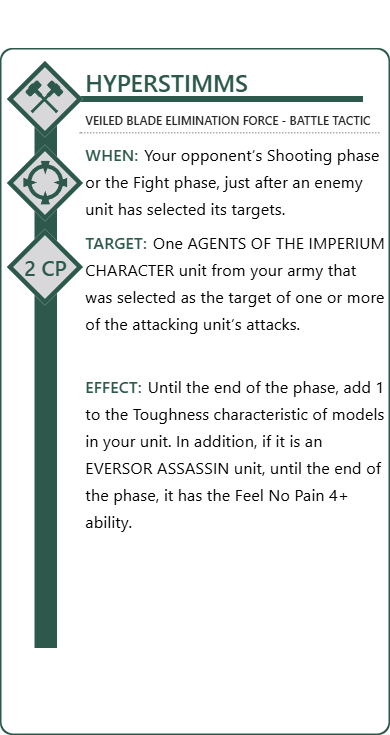 HYPERSTIMMS
VEILED BLADE ELIMINATION FORCE - BATTLE TACTIC
WHEN: Your opponent’s Shooting phase
or the Fight phase, just after an enemy
unit has selected its targets.
2 CP
TARGET: One AGENTS OF THE IMPERIUM
CHARACTER unit from your army that
was selected as the target of one or more
of the attacking unit’s attacks.
EFFECT: Until the end of the phase, add 1
to the Toughness characteristic of models
in your unit. In addition, if it is an
EVERSOR ASSASSIN unit, until the end of
the phase, it has the Feel No Pain 4+
ability.